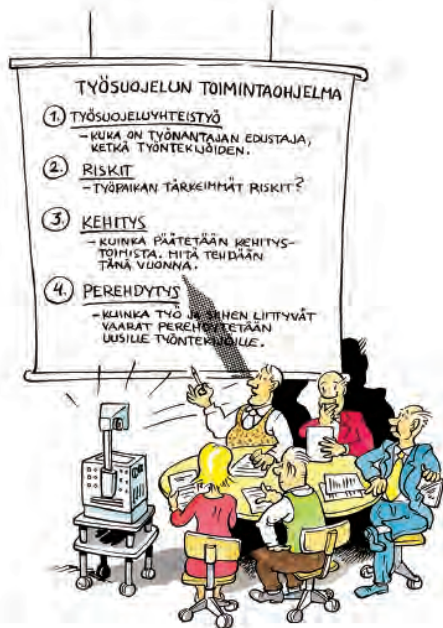 TYÖSUOJELUN TOIMINTAOHJELMA
1. TYÖSUOJELUYHTEISTYÖ
- KUKA ON TYÖNANTAJAN EDUSTAJA,
KETKÄ TYÖNTEKIJÖIDEN.
2. RISKIT
- TYÖPAIKAN TÄRKEIMMÄT RISKIT?
3. KEHITYS
- KUINKA PÄÄTETÄÄN KEHITYS-
TOIMISTA. MITÄ TEHDÄÄN
TÄNÄ VUONNA.
4. PEREHDYTYS
- KUINKA TYÖ JA SIIHEN LIITTYVÄT
VAARAT PEREHDYTETÄÄN
UUSILLE TYÖNTEKIJÖILLE.